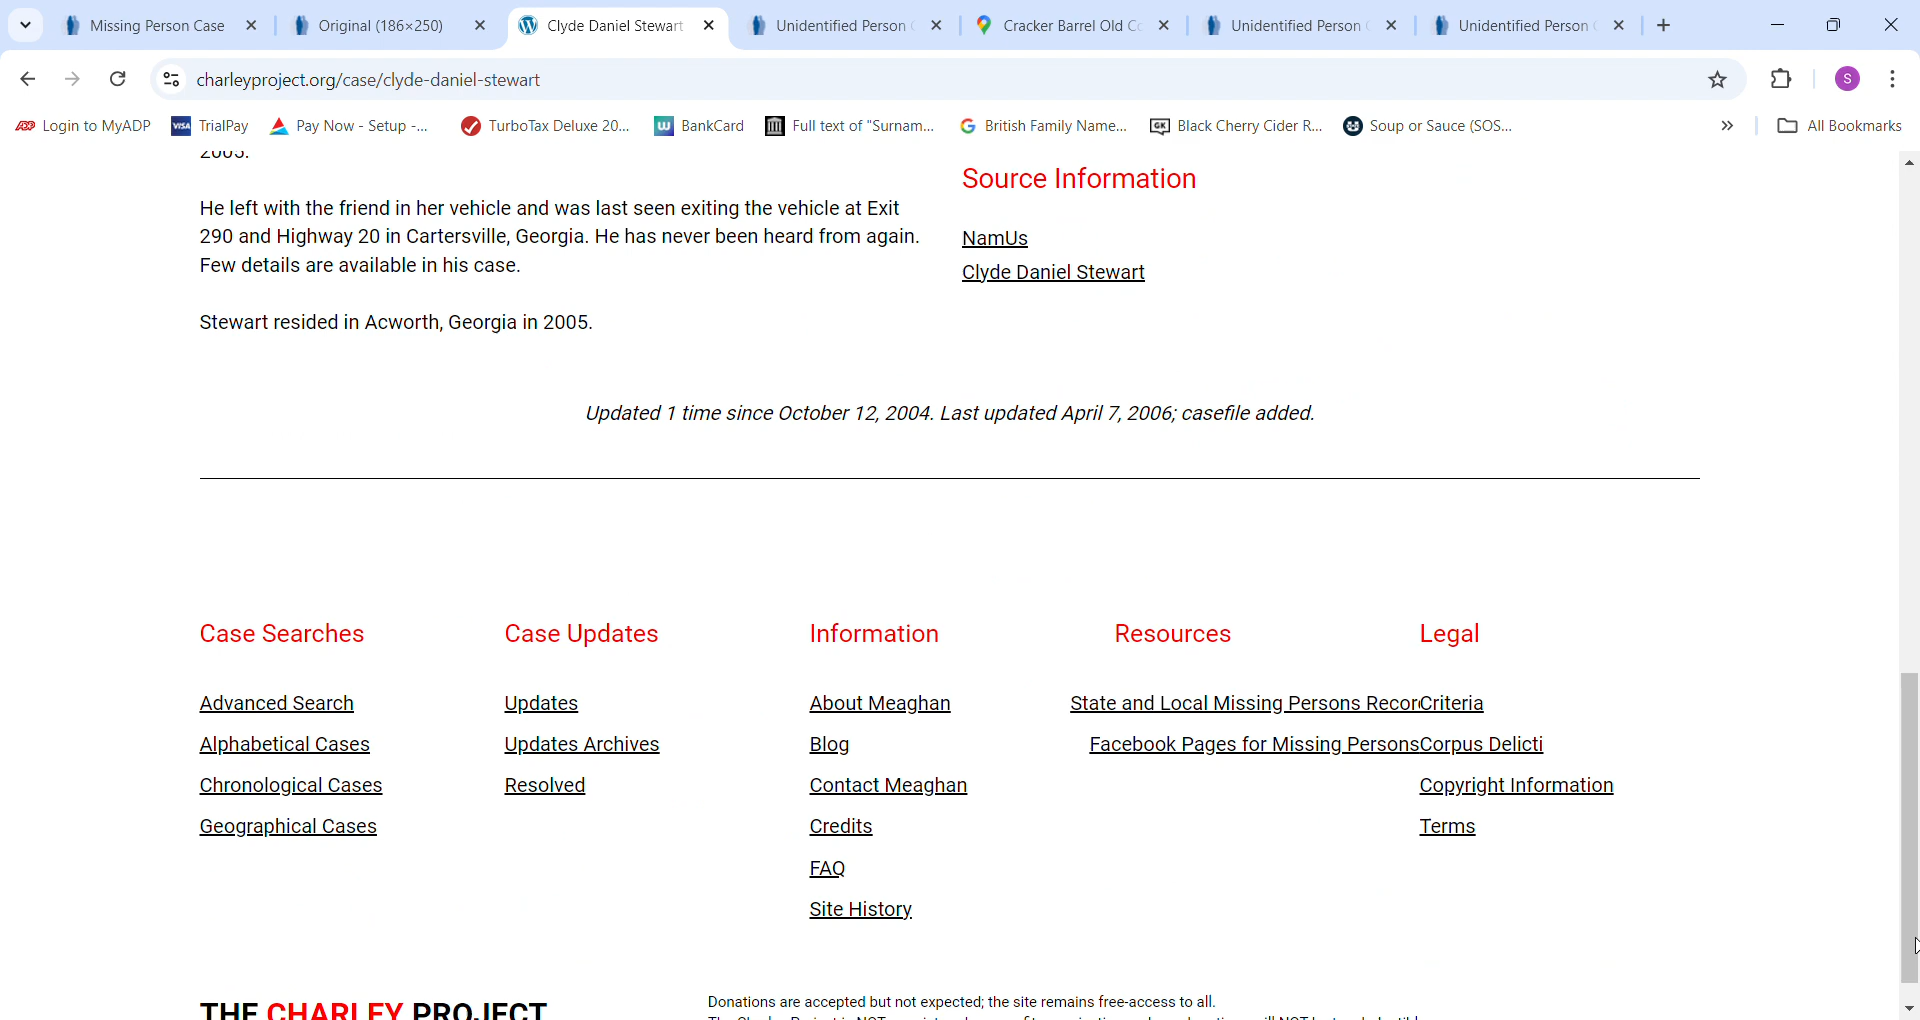 Missing Person Case
Original (186×250)
Clyde Daniel Stewart
Unidentified Person
Cracker Barrel Old Co
Unidentified Person
Unidentified Person
charleyproject.org/case/clyde-daniel-stewart
S
ADP Login to MyADP
VISA TrialPay
Pay Now - Setup -...
TurboTax Deluxe 20...
BankCard
Full text of "Surnam...
British Family Name...
GK Black Cherry Cider R...
Soup or Sauce (SOS...
All Bookmarks
2005.
He left with the friend in her vehicle and was last seen exiting the vehicle at Exit
290 and Highway 20 in Cartersville, Georgia. He has never been heard from again.
Few details are available in his case.
Stewart resided in Acworth, Georgia in 2005.
Source Information
NamUs
Clyde Daniel Stewart
Updated 1 time since October 12, 2004. Last updated April 7, 2006; casefile added.
Case Searches
Advanced Search
Alphabetical Cases
Chronological Cases
Geographical Cases
Case Updates
Updates
Updates Archives
Resolved
Information
About Meaghan
Blog
Contact Meaghan
Credits
FAQ
Site History
Resources
State and Local Missing Persons Recor
Facebook Pages for Missing Persons
Legal
Criteria
Corpus Delicti
Copyright Information
Terms
THE CHARLEY PROJECT
Donations are accepted but not expected; the site remains free-access to all.